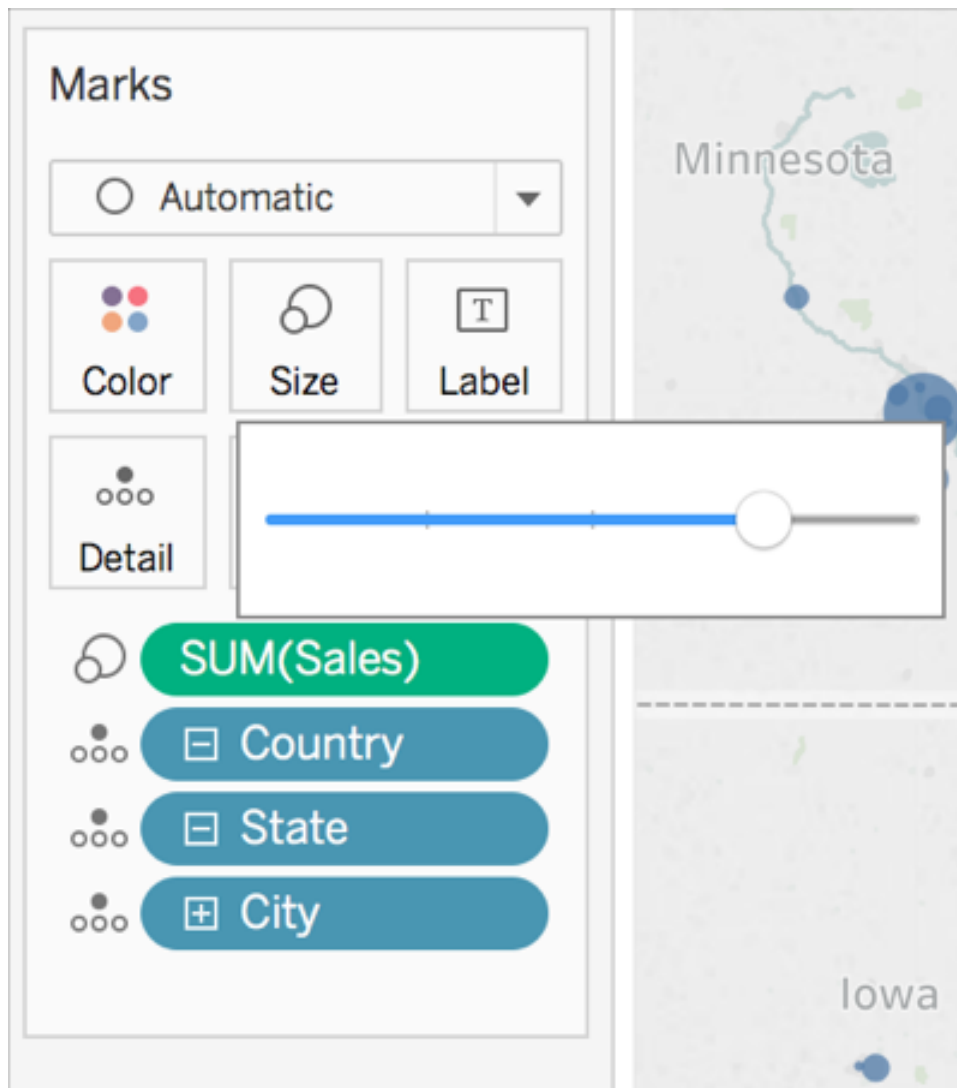 Marks
Automatic
Color Size Label
Detail
SUM(Sales)
Country
State
City
Minnesota
Iowa